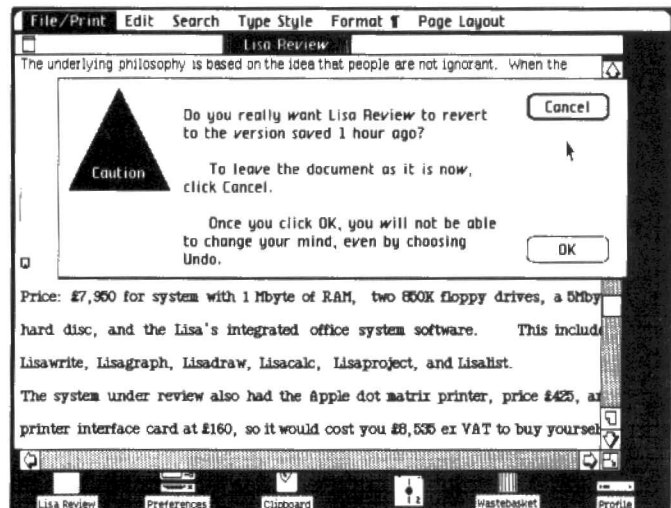 File/Print Edit Search Type Style Format ¶ Page Layout
Lisa Review
The underlying philosophy is based on the idea that people are not ignorant. When the
Caution
Do you really want Lisa Review to revert
to the version saved 1 hour ago?
To leave the document as it is now,
click Cancel.
Once you click OK, you will not be able
to change your mind, even by choosing
Undo.
Cancel
OK
Price: £7,950 for system with 1 Mbyte of RAM, two 850K floppy drives, a 5Mby
hard disc, and the Lisa's integrated office system software. This include
Lisawrite, Lisagraph, Lisadraw, Lisacalc, Lisaproject, and Lisalist.
The system under review also had the Apple dot matrix printer, price £425, a
printer interface card at £160, so it would cost you £8,535 ex VAT to buy yoursel
Lisa Review Preferences Clipboard Wastebasket Profile